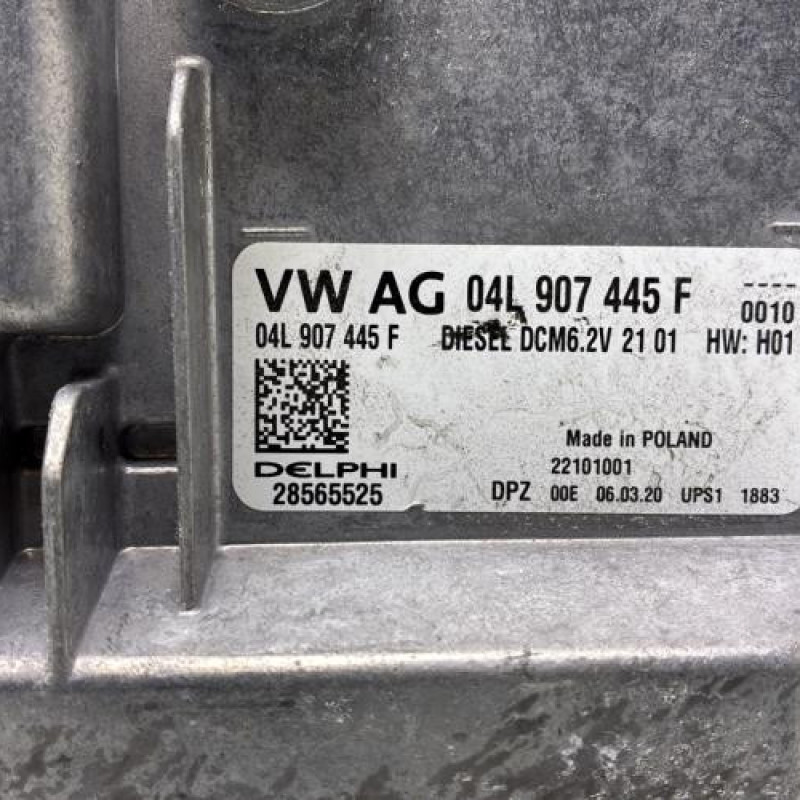 VW AG 04L 907 445 F ----
0010
04L 907 445 F DIESEL DCM6.2V 21 01 HW: H01
Made in POLAND
DELPHI 22101001
28565525 DPZ 00E 06.03.20 UPS1 1883